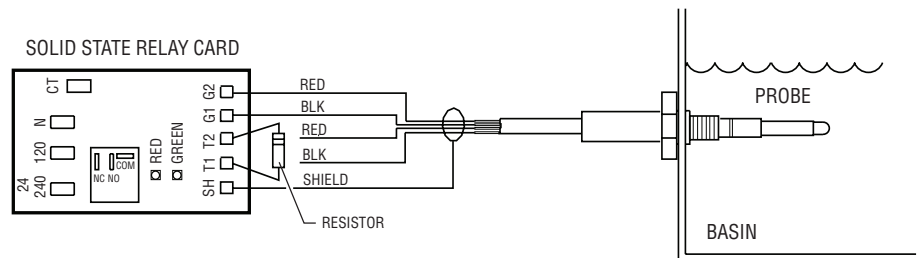 SOLID STATE RELAY CARD
CT
N
120
24
240
NC NO
COM
RED
GREEN
G2
G1
T2
T1
SH
RED
BLK
RED
BLK
SHIELD
RESISTOR
PROBE
BASIN